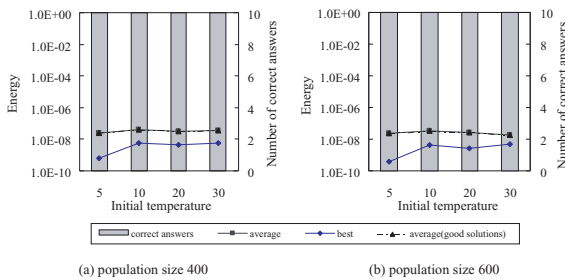 1.0E+00
1.0E-02
1.0E-04
1.0E-06
1.0E-08
1.0E-10
Energy
10
8
6
4
2
0
Number of correct answers
5 10 20 30
Initial temperature
1.0E+00
1.0E-02
1.0E-04
1.0E-06
1.0E-08
1.0E-10
Energy
10
8
6
4
2
0
Number of correct answers
5 10 20 30
Initial temperature
correct answers average best average(good solutions)
(a) population size 400 (b) population size 600